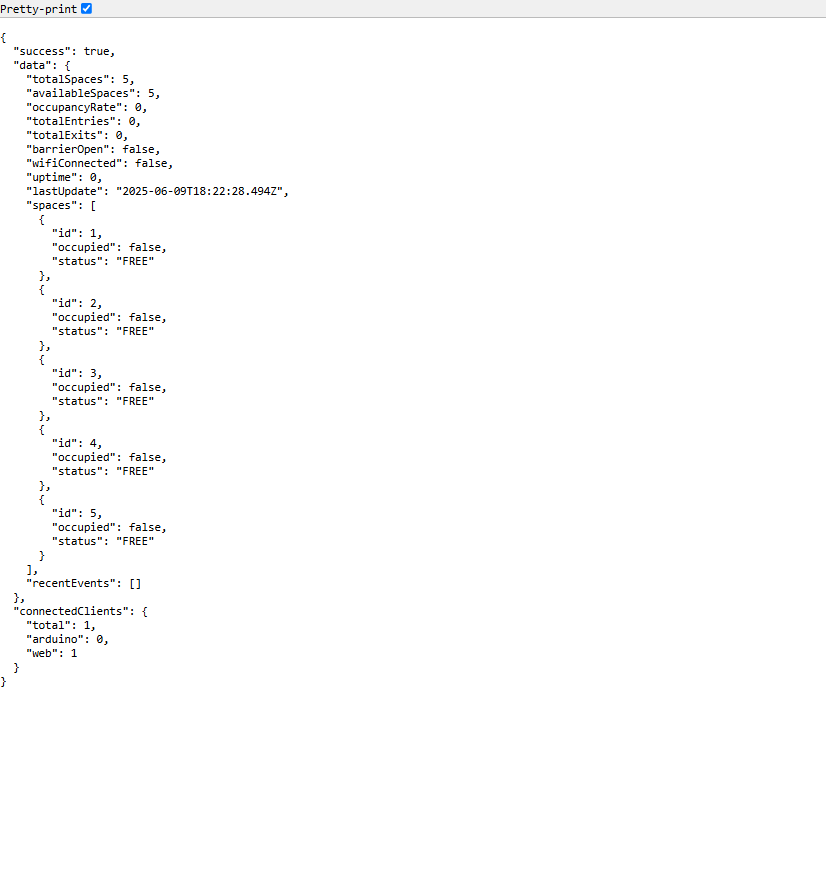 Pretty-print
{
  "success": true,
  "data": {
    "totalSpaces": 5,
    "availableSpaces": 5,
    "occupancyRate": 0,
    "totalEntries": 0,
    "totalExits": 0,
    "barrierOpen": false,
    "wifiConnected": false,
    "uptime": 0,
    "lastUpdate": "2025-06-09T18:22:28.494Z",
    "spaces": [
      {
        "id": 1,
        "occupied": false,
        "status": "FREE"
      },
      {
        "id": 2,
        "occupied": false,
        "status": "FREE"
      },
      {
        "id": 3,
        "occupied": false,
        "status": "FREE"
      },
      {
        "id": 4,
        "occupied": false,
        "status": "FREE"
      },
      {
        "id": 5,
        "occupied": false,
        "status": "FREE"
      }
    ],
    "recentEvents": []
  },
  "connectedClients": {
    "total": 1,
    "arduino": 0,
    "web": 1
  }
}